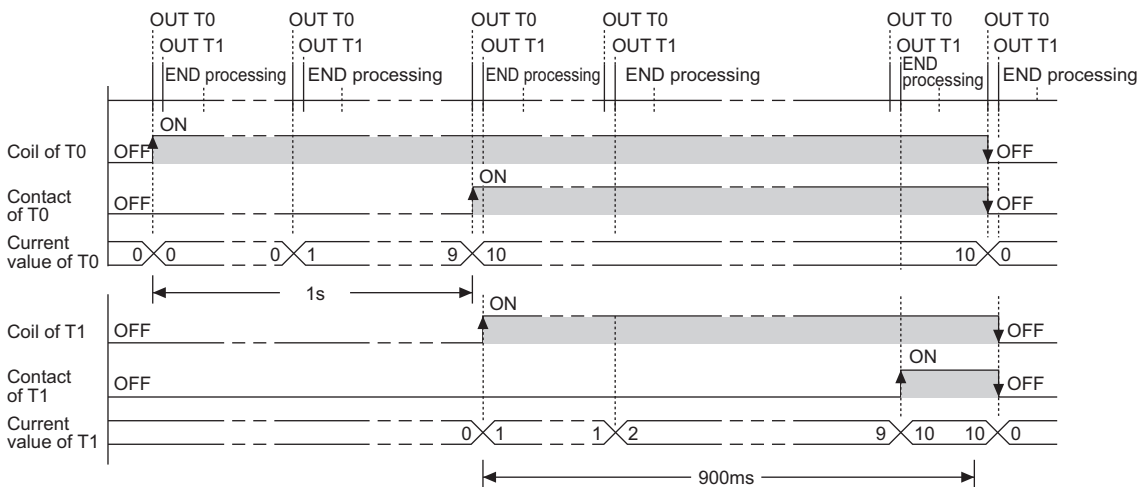 OUT T0 OUT T0 OUT T0 OUT T0 OUT T0 OUT T0
OUT T1 OUT T1 OUT T1 OUT T1 OUT T1 OUT T1
END processing END processing END processing END processing END processing END processing
ON
Coil of T0 OFF OFF
ON
Contact of T0 OFF OFF
Current value of T0 0 0 0 1 9 10 10 0
1s
ON
Coil of T1 OFF OFF
ON
Contact of T1 OFF OFF
Current value of T1 0 1 1 2 9 10 10 0
900ms